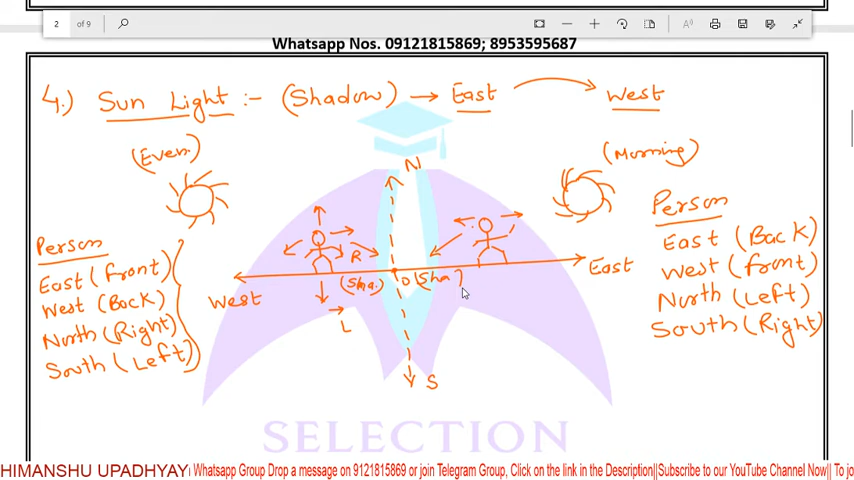 2 of 9
Whatsapp Nos. 09121815869; 8953595687
4.) Sun Light :- (Shadow) → East → West
(Even.)
(Morning)
N
Person
East (Front)
West (Back)
North (Right)
South (Left)
Person
East (Back)
West (Front)
North (Left)
South (Right)
R
West
(Sha.)
O
(Sha)
East
L
S
SELECTION
HIMANSHU UPADHYAY
Whatsapp Group Drop a message on 9121815869 or join Telegram Group, Click on the link in the Description||Subscribe to our YouTube Channel Now||To jo